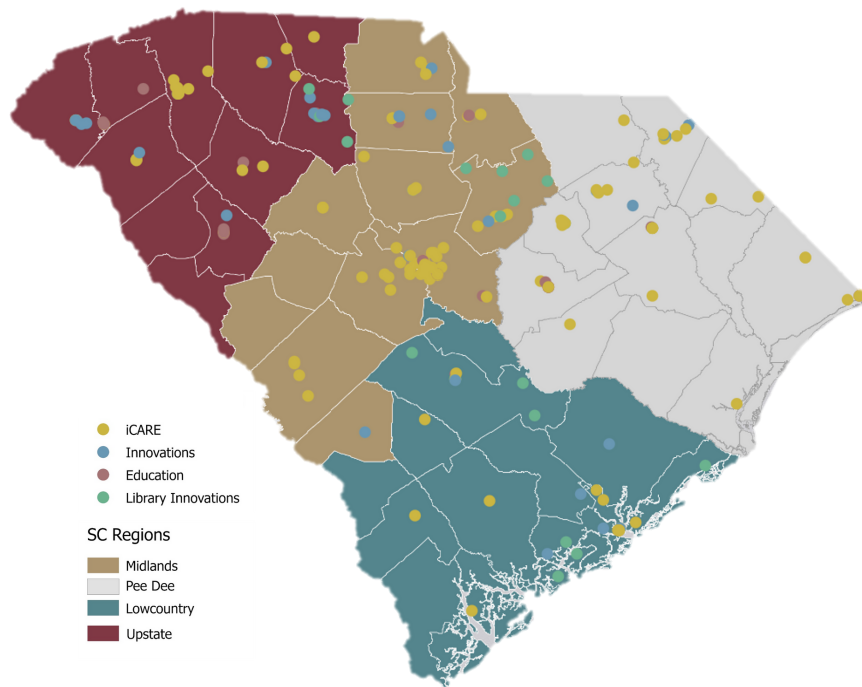 iCARE
Innovations
Education
Library Innovations
SC Regions
Midlands
Pee Dee
Lowcountry
Upstate